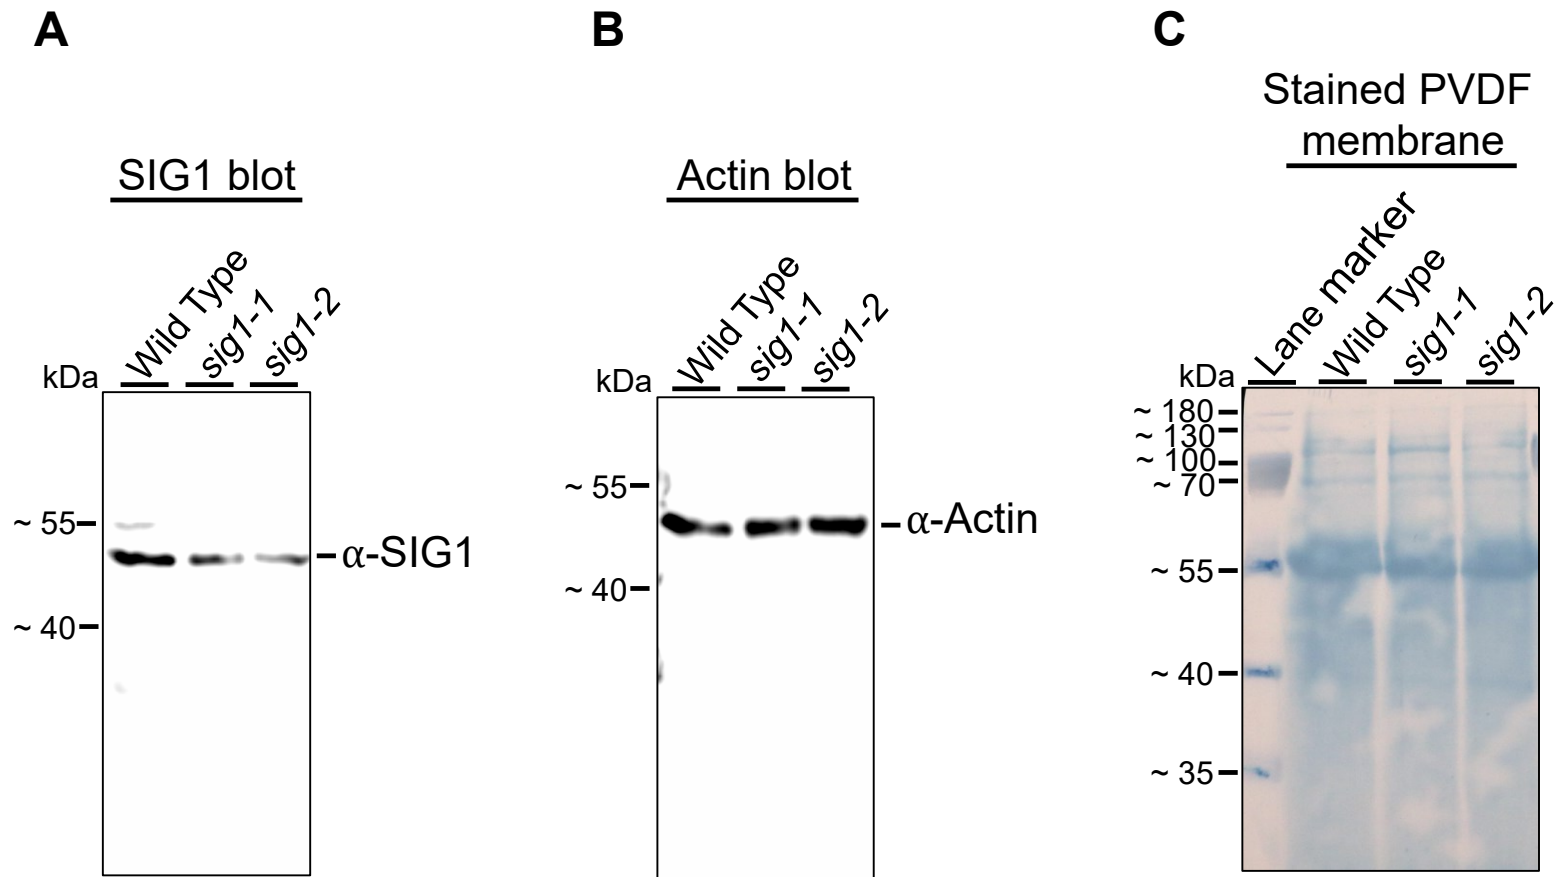 A
SIG1 blot
Wild Type
sig1-1
sig1-2
kDa
~ 55
α-SIG1
~ 40
B
Actin blot
Wild Type
sig1-1
sig1-2
kDa
~ 55
α-Actin
~ 40
C
Stained PVDF
membrane
Lane marker
Wild Type
sig1-1
sig1-2
kDa
~ 180
~ 130
~ 100
~ 70
~ 55
~ 40
~ 35